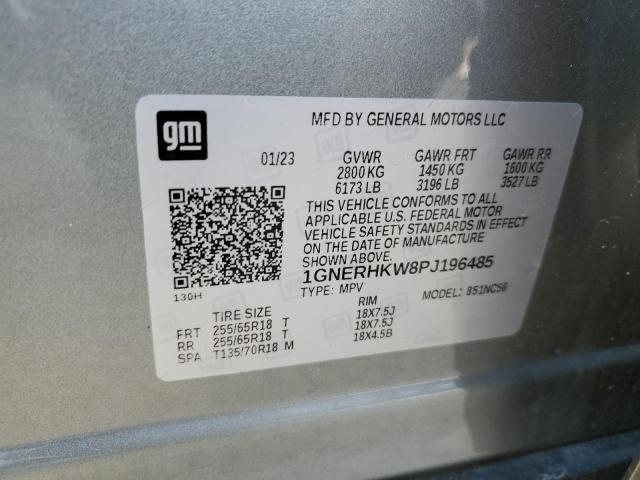 gm
MFD BY GENERAL MOTORS LLC
01/23 GVWR GAWR FRT GAWR RR
2800 KG 1450 KG 1600 KG
6173 LB 3196 LB 3527 LB
THIS VEHICLE CONFORMS TO ALL
APPLICABLE U.S. FEDERAL MOTOR
VEHICLE SAFETY STANDARDS IN EFFECT
ON THE DATE OF MANUFACTURE
SHOWN ABOVE.
1GNERHKW8PJ196485
130H
TYPE: MPV MODEL: 851NCS6
TIRE SIZE RIM
FRT 255/65R18 T 18X7.5J
RR 255/65R18 T 18X7.5J
SPA T135/70R18 M 18X4.5B